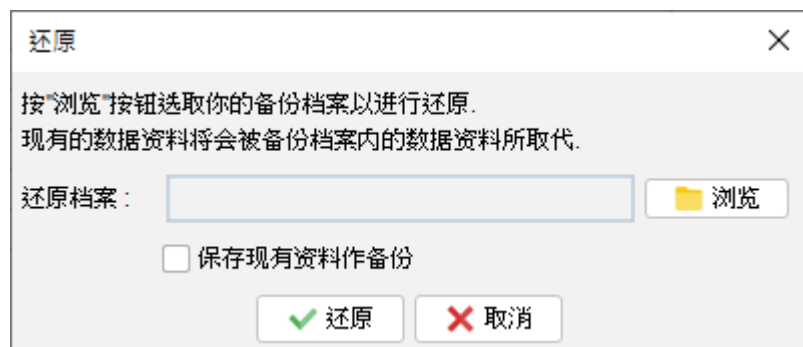 还原
按"浏览"按钮选取你的备份档案以进行还原.
现有的数据资料将会被备份档案内的数据资料所取代.
还原档案 :
浏览
保存现有资料作备份
还原
取消